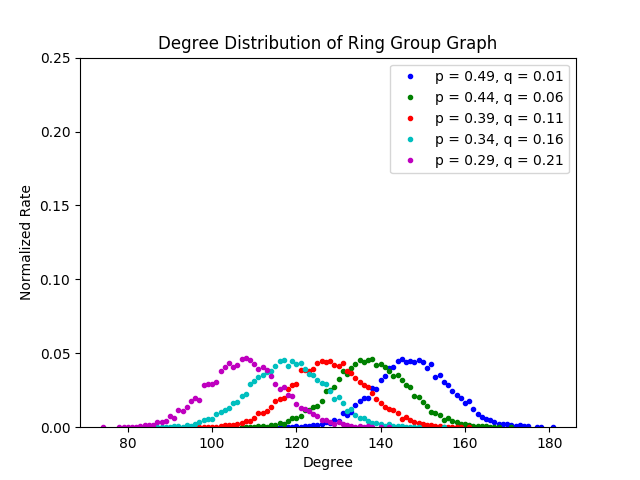 Degree Distribution of Ring Group Graph
0.25
0.20
0.15
0.10
0.05
0.00
Normalized Rate
p = 0.49, q = 0.01
p = 0.44, q = 0.06
p = 0.39, q = 0.11
p = 0.34, q = 0.16
p = 0.29, q = 0.21
80 100 120 140 160 180
Degree